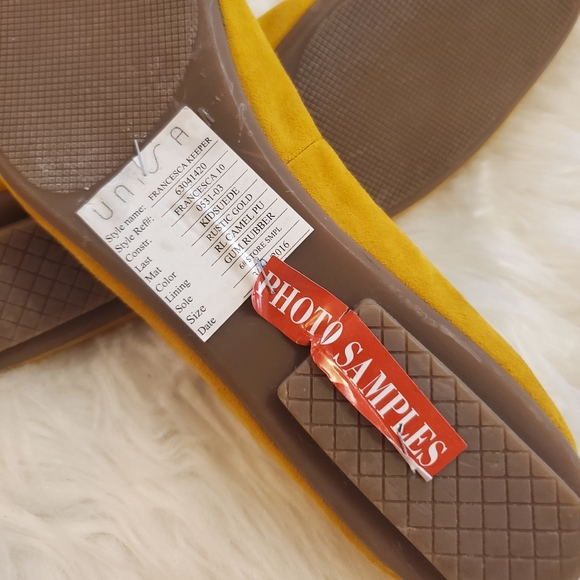 UNISA
Style name: FRANCESCA KEEPER
Style Ref#: 63041420
Constr. FRANCESCA 10
Last 0531-03
Mat KIDSUEDE
Color RUSTIC GOLD
Lining RL CAMEL PU
Sole GUM RUBBER
Size 6# STORE SMPL
Date 2016
PHOTO SAMPLES